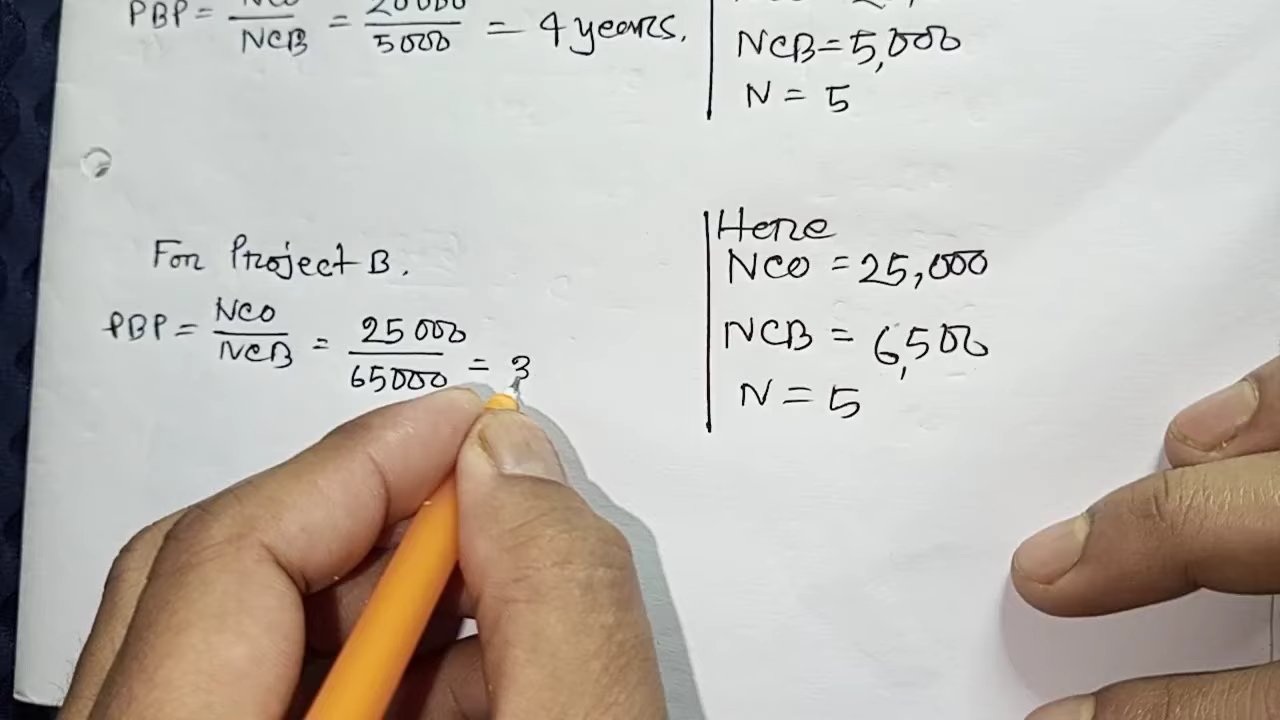 PBP = NCO / NCB = 20000 / 5000 = 4 years.
NCB = 5,000
N = 5
For Project B.
PBP = NCO / NCB = 25000 / 65000 = 3
Here
NCO = 25,000
NCB = 6,500
N = 5